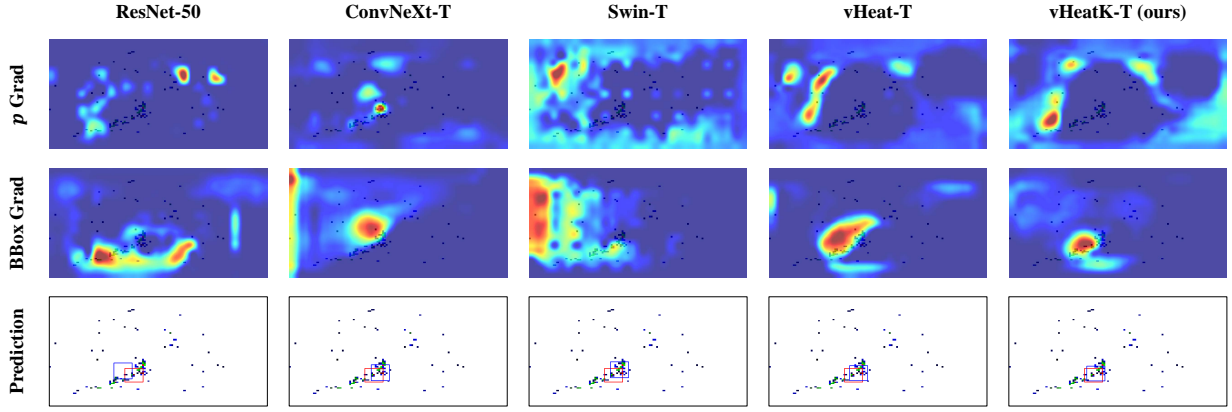 ResNet-50 ConvNeXt-T Swin-T vHeat-T vHeatK-T (ours)
p Grad
BBox Grad
Prediction